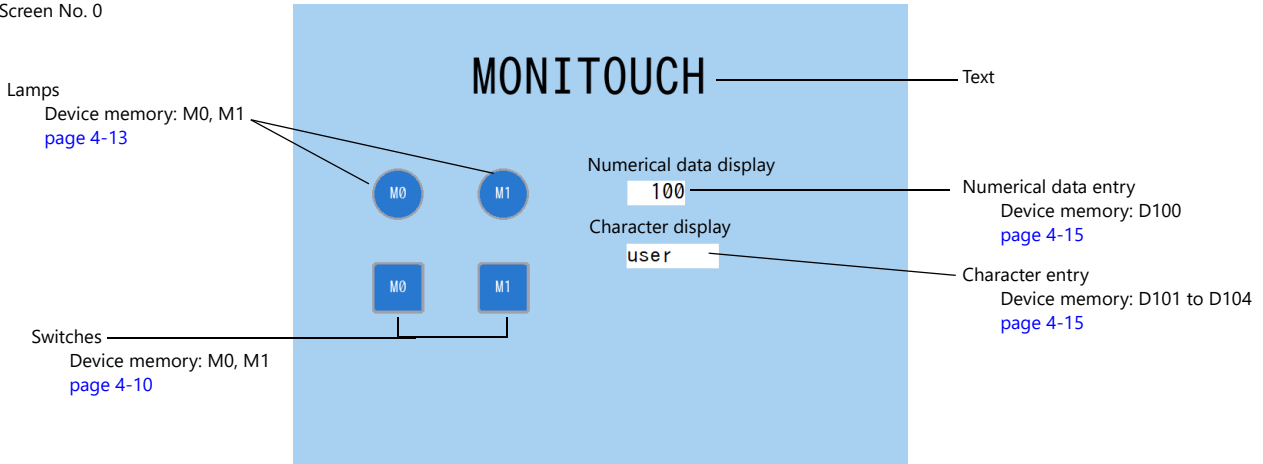 Screen No. 0
MONITOUCH
Text
Lamps
Device memory: M0, M1
page 4-13
M0
M1
Numerical data display
100
Numerical data entry
Device memory: D100
page 4-15
Character display
user
Character entry
Device memory: D101 to D104
page 4-15
M0
M1
Switches
Device memory: M0, M1
page 4-10